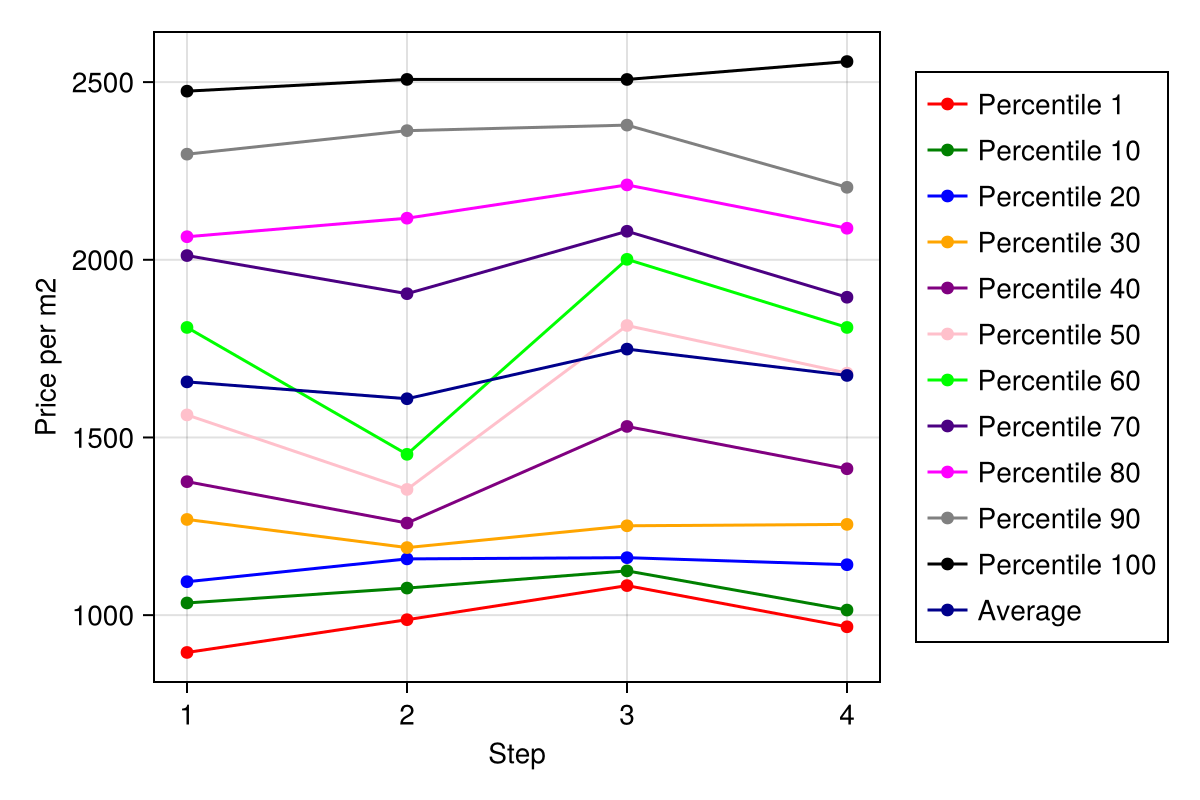 2500
2000
1500
1000
Price per m2
1 2 3 4
Step
Percentile 1
Percentile 10
Percentile 20
Percentile 30
Percentile 40
Percentile 50
Percentile 60
Percentile 70
Percentile 80
Percentile 90
Percentile 100
Average